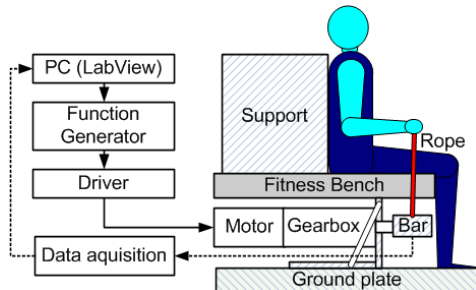 PC (LabView)
Function
Generator
Driver
Data aquisition
Support
Rope
Fitness Bench
Motor
Gearbox
Bar
Ground plate